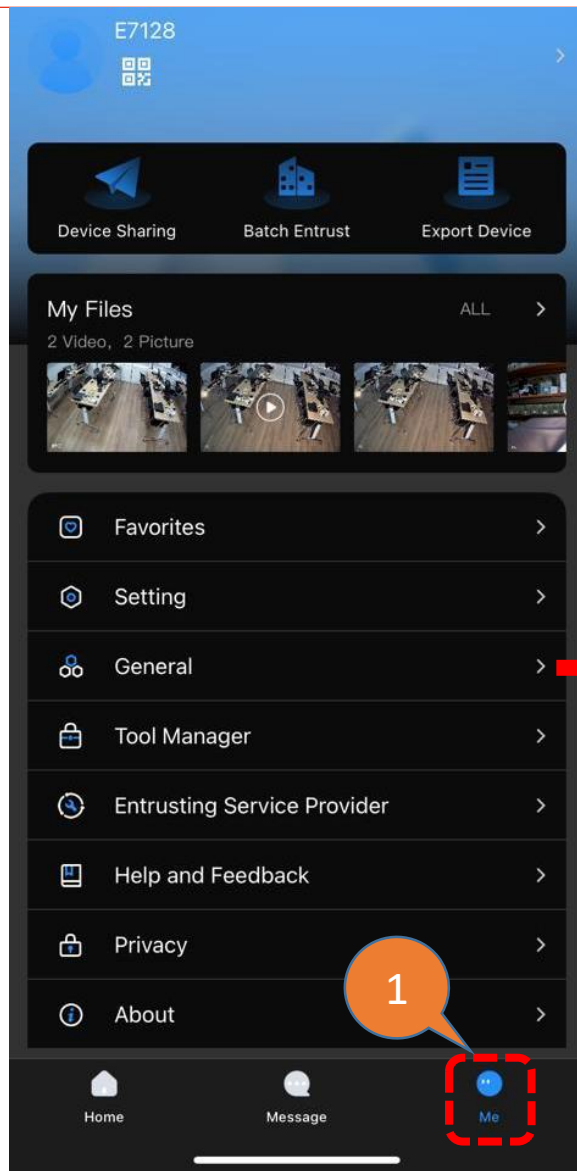 E7128
Device Sharing
Batch Entrust
Export Device
My Files
ALL
2 Video, 2 Picture
Favorites
Setting
General
Tool Manager
Entrusting Service Provider
Help and Feedback
Privacy
1
About
Home
Message
Me